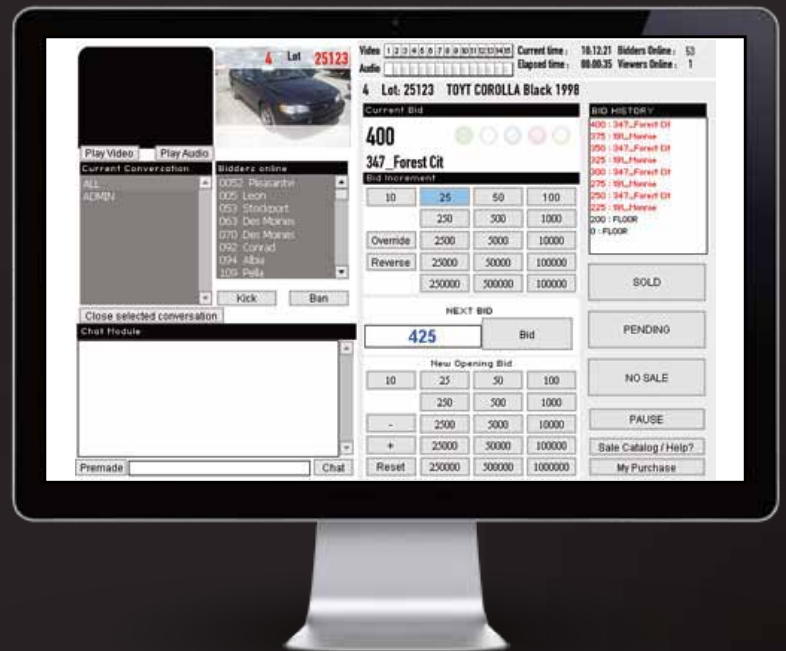 4 Lot 25123
Play Video Play Audio
Current Conversation
ALL
ADMIN
Bidders online
0052 Pleasantvi
005 Leon
053 Stockport
063 Des Moines
070 Des Moines
092 Conrad
094 Albia
109 Pella
Kick Ban
Close selected conversation
Chat Module
Premade Chat
Video 1 2 3 4 5 6 7 8 9 10 11 12 13 14 15 Current time : 10:12.21 Bidders Online : 53
Audio Elapsed time : 00:00.35 Viewers Online : 1
4 Lot: 25123 TOYT COROLLA Black 1998
Current Bid
400
347_Forest Cit
Bid Increment
10 25 50 100
250 500 1000
Override 2500 5000 10000
Reverse 25000 50000 100000
250000 500000 100000
NEXT BID
425 Bid
New Opening Bid
10 25 50 100
250 500 1000
- 2500 5000 10000
+ 25000 50000 100000
Reset 250000 500000 1000000
BID HISTORY
400 : 347_Forest Cit
375 : 191_Monroe
350 : 347_Forest Cit
325 : 191_Monroe
300 : 347_Forest Cit
275 : 191_Monroe
250 : 347_Forest Cit
225 : 191_Monroe
200 : FLOOR
0 : FLOOR
SOLD
PENDING
NO SALE
PAUSE
Sale Catalog / Help?
My Purchase